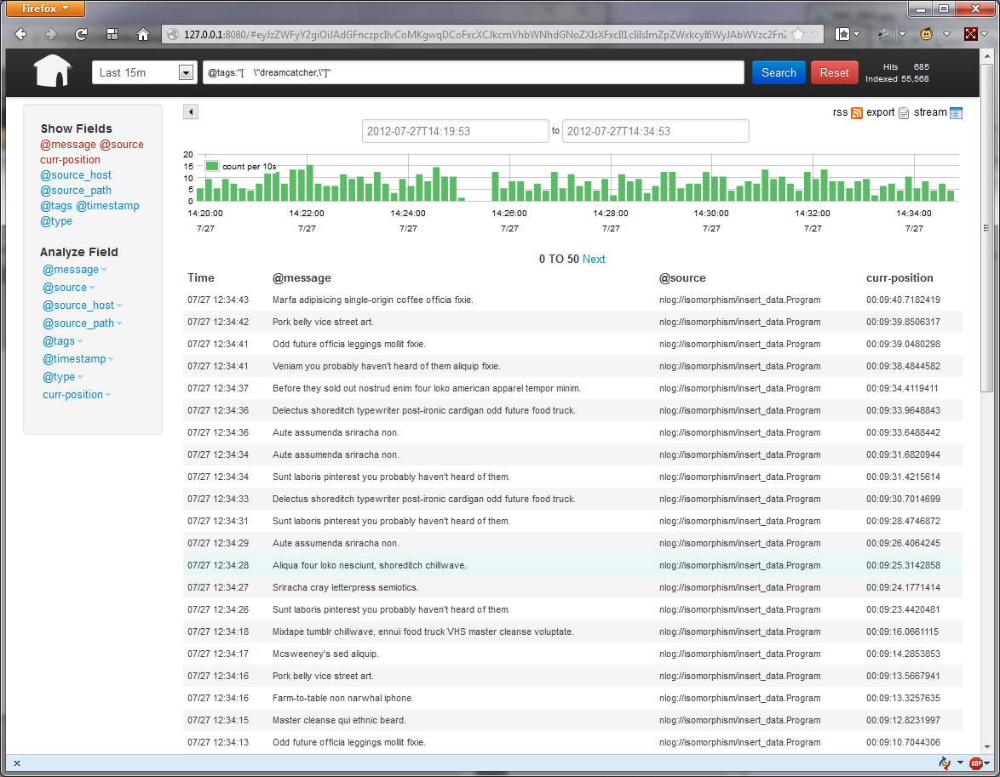 Firefox
127.0.0.1:8080/#eyJzZWFyY2giOiJAdGFnczpcIlvCoMKgwqDCoFxcXCJkcmVhbWNhdGNoZXIsXFxcIl1cIiIsImZpZWxkcyI6WyJAbWVzc2FnZ
Last 15m
@tags:"[    \"dreamcatcher,\"]"
Search
Reset
Hits 685
Indexed 55,568
rss export stream
2012-07-27T14:19:53 to 2012-07-27T14:34:53
Show Fields
@message @source
curr-position
@source_host
@source_path
@tags @timestamp
@type
Analyze Field
@message
@source
@source_host
@source_path
@tags
@timestamp
@type
curr-position
20
15
10
5
0
count per 10s
14:20:00 14:22:00 14:24:00 14:26:00 14:28:00 14:30:00 14:32:00 14:34:00
7/27 7/27 7/27 7/27 7/27 7/27 7/27 7/27
0 TO 50 Next
Time @message @source curr-position
07/27 12:34:43 Marfa adipisicing single-origin coffee officia fixie. nlog://isomorphism/insert_data.Program 00:09:40.7182419
07/27 12:34:42 Pork belly vice street art. nlog://isomorphism/insert_data.Program 00:09:39.8506317
07/27 12:34:41 Odd future officia leggings mollit fixie. nlog://isomorphism/insert_data.Program 00:09:39.0480298
07/27 12:34:41 Veniam you probably haven't heard of them aliquip fixie. nlog://isomorphism/insert_data.Program 00:09:38.4844582
07/27 12:34:37 Before they sold out nostrud enim four loko american apparel tempor minim. nlog://isomorphism/insert_data.Program 00:09:34.4119411
07/27 12:34:36 Delectus shoreditch typewriter post-ironic cardigan odd future food truck. nlog://isomorphism/insert_data.Program 00:09:33.9648843
07/27 12:34:36 Aute assumenda sriracha non. nlog://isomorphism/insert_data.Program 00:09:33.6488442
07/27 12:34:34 Aute assumenda sriracha non. nlog://isomorphism/insert_data.Program 00:09:31.6820944
07/27 12:34:34 Sunt laboris pinterest you probably haven't heard of them. nlog://isomorphism/insert_data.Program 00:09:31.4215614
07/27 12:34:33 Delectus shoreditch typewriter post-ironic cardigan odd future food truck. nlog://isomorphism/insert_data.Program 00:09:30.7014699
07/27 12:34:31 Sunt laboris pinterest you probably haven't heard of them. nlog://isomorphism/insert_data.Program 00:09:28.4746872
07/27 12:34:29 Aute assumenda sriracha non. nlog://isomorphism/insert_data.Program 00:09:26.4064245
07/27 12:34:28 Aliqua four loko nesciunt, shoreditch chillwave. nlog://isomorphism/insert_data.Program 00:09:25.3142858
07/27 12:34:27 Sriracha cray letterpress semiotics. nlog://isomorphism/insert_data.Program 00:09:24.1771414
07/27 12:34:26 Sunt laboris pinterest you probably haven't heard of them. nlog://isomorphism/insert_data.Program 00:09:23.4420481
07/27 12:34:18 Mixtape tumblr chillwave, ennui food truck VHS master cleanse voluptate. nlog://isomorphism/insert_data.Program 00:09:16.0661115
07/27 12:34:17 Mcsweeney's sed aliquip. nlog://isomorphism/insert_data.Program 00:09:14.2853853
07/27 12:34:16 Pork belly vice street art. nlog://isomorphism/insert_data.Program 00:09:13.5667941
07/27 12:34:16 Farm-to-table non narwhal iphone. nlog://isomorphism/insert_data.Program 00:09:13.3257635
07/27 12:34:15 Master cleanse qui ethnic beard. nlog://isomorphism/insert_data.Program 00:09:12.8231997
07/27 12:34:13 Odd future officia leggings mollit fixie. nlog://isomorphism/insert_data.Program 00:09:10.7044306
ABP